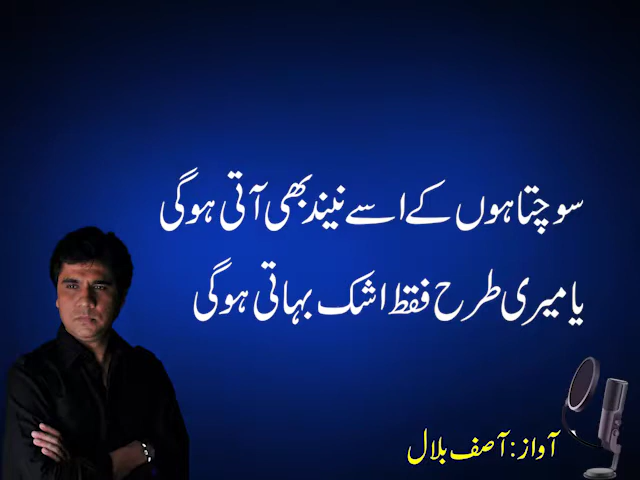 سوچتا ہوں کے اسے نیند بھی آتی ہوگی
یا میری طرح فقط اشک بہاتی ہوگی
آواز: آصف بلال